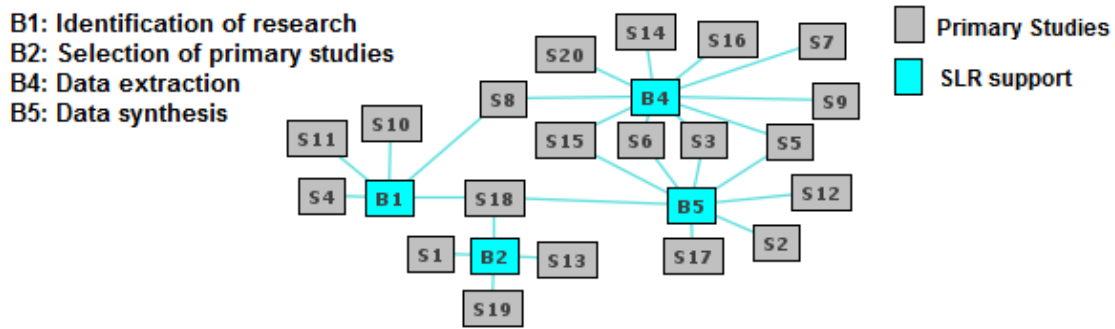 B1: Identification of research
B2: Selection of primary studies
B4: Data extraction
B5: Data synthesis
Primary Studies
SLR support
S14
S16
S7
S20
S8
B4
S9
S11
S10
S15
S6
S3
S5
S4
B1
S18
B5
S12
S1
B2
S13
S17
S2
S19